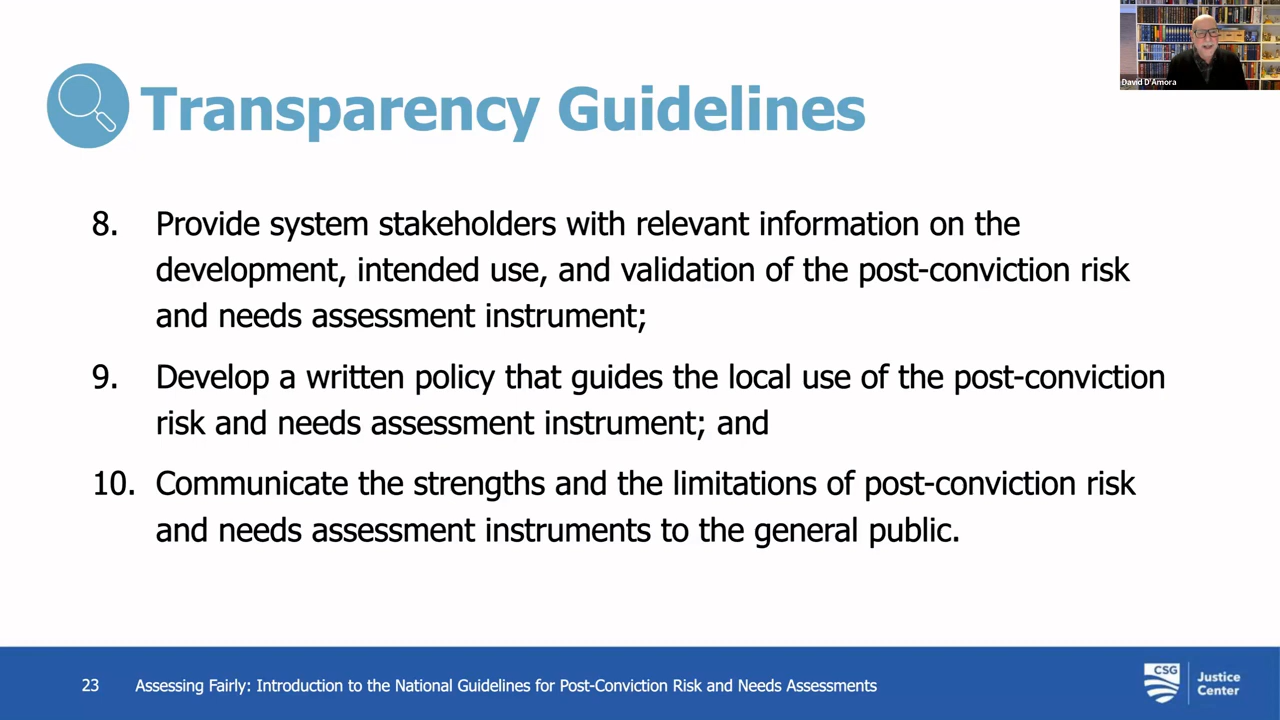 David D'Amora
Transparency Guidelines
8. Provide system stakeholders with relevant information on the
development, intended use, and validation of the post-conviction risk
and needs assessment instrument;
9. Develop a written policy that guides the local use of the post-conviction
risk and needs assessment instrument; and
10. Communicate the strengths and the limitations of post-conviction risk
and needs assessment instruments to the general public.
23 Assessing Fairly: Introduction to the National Guidelines for Post-Conviction Risk and Needs Assessments
CSG
Justice
Center